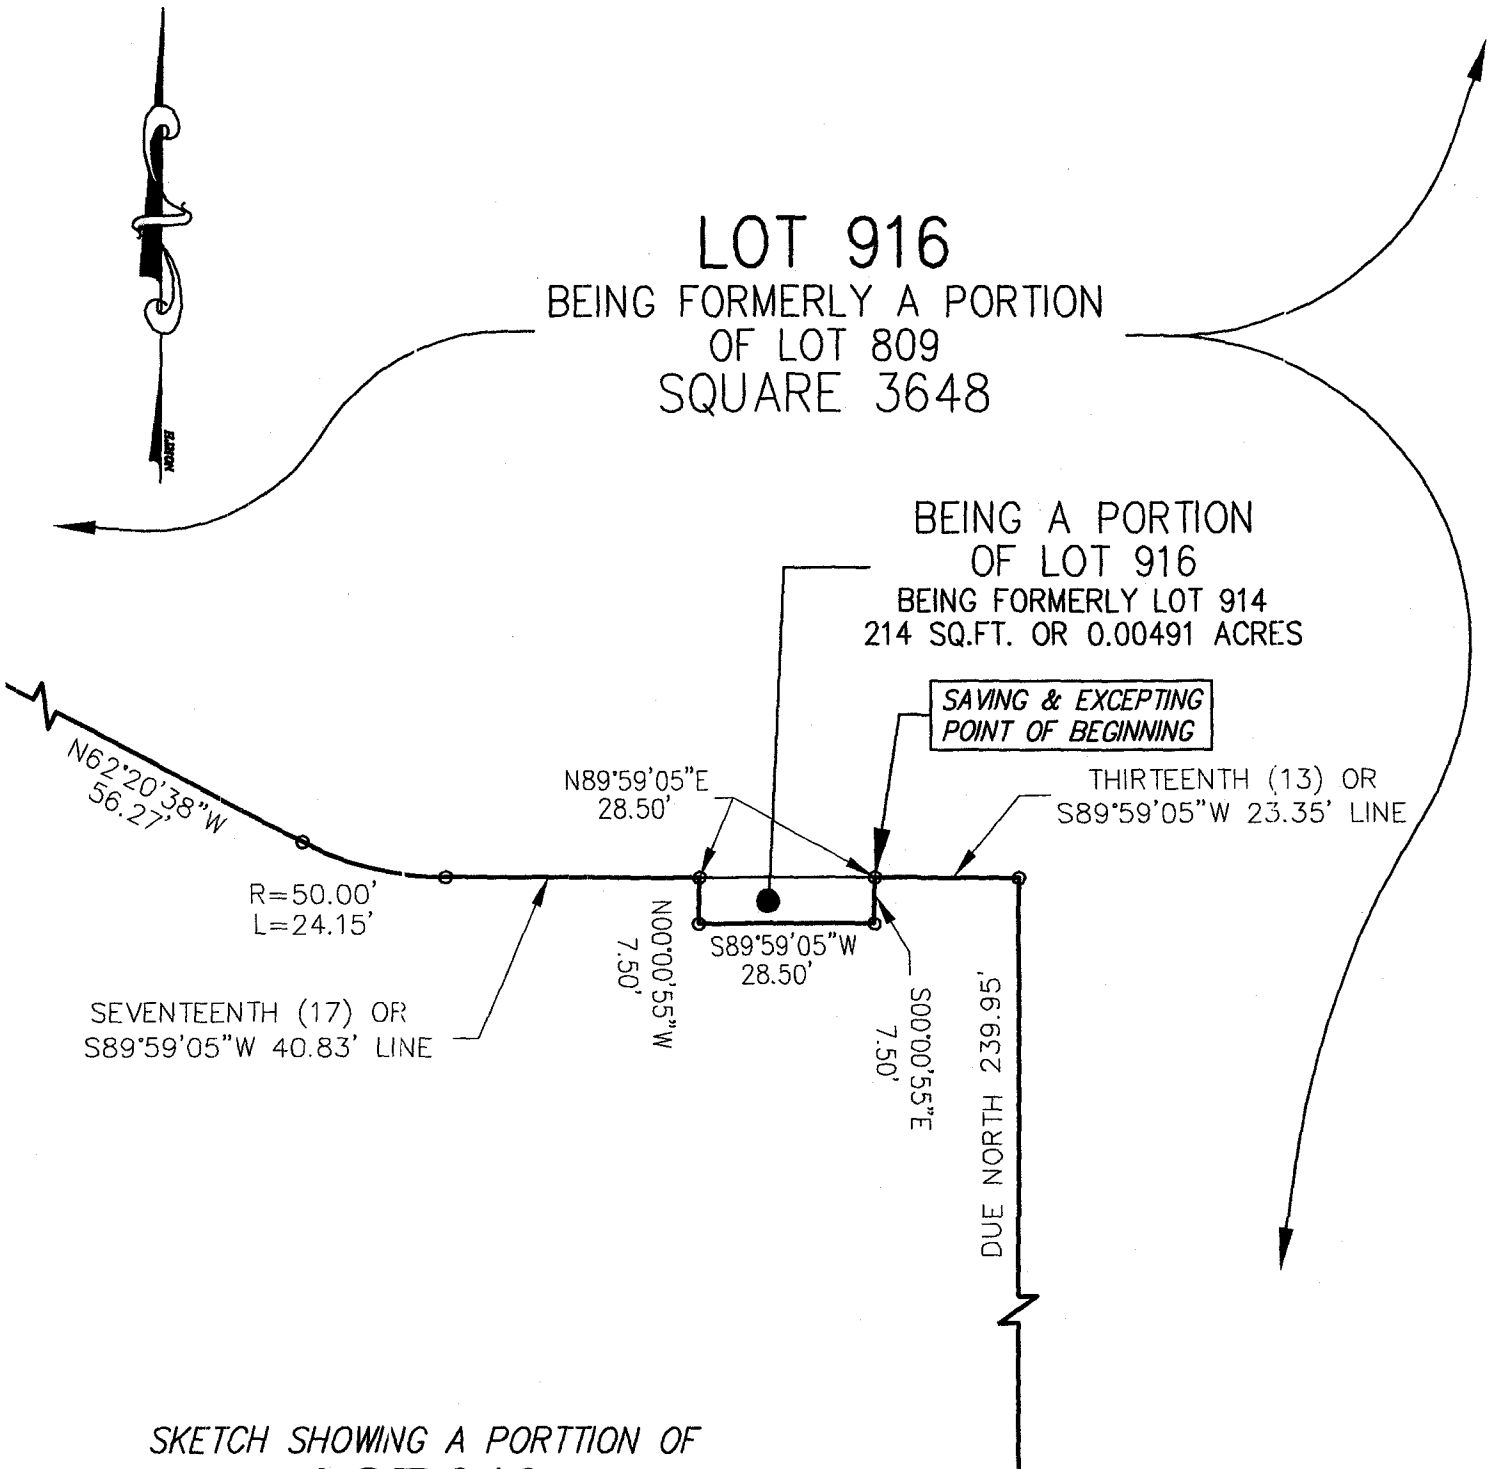 LOT 916
BEING FORMERLY A PORTION
OF LOT 809
SQUARE 3648
BEING A PORTION
OF LOT 916
BEING FORMERLY LOT 914
214 SQ.FT. OR 0.00491 ACRES
SAVING & EXCEPTING
POINT OF BEGINNING
N62°20'38"W
56.27'
N89°59'05"E
28.50'
THIRTEENTH (13) OR
S89°59'05"W 23.35' LINE
R=50.00'
L=24.15'
N00°00'55"W
7.50'
S89°59'05"W
28.50'
S00°00'55"E
7.50'
SEVENTEENTH (17) OR
S89°59'05"W 40.83' LINE
DUE NORTH 239.95'
SKETCH SHOWING A PORTTION OF